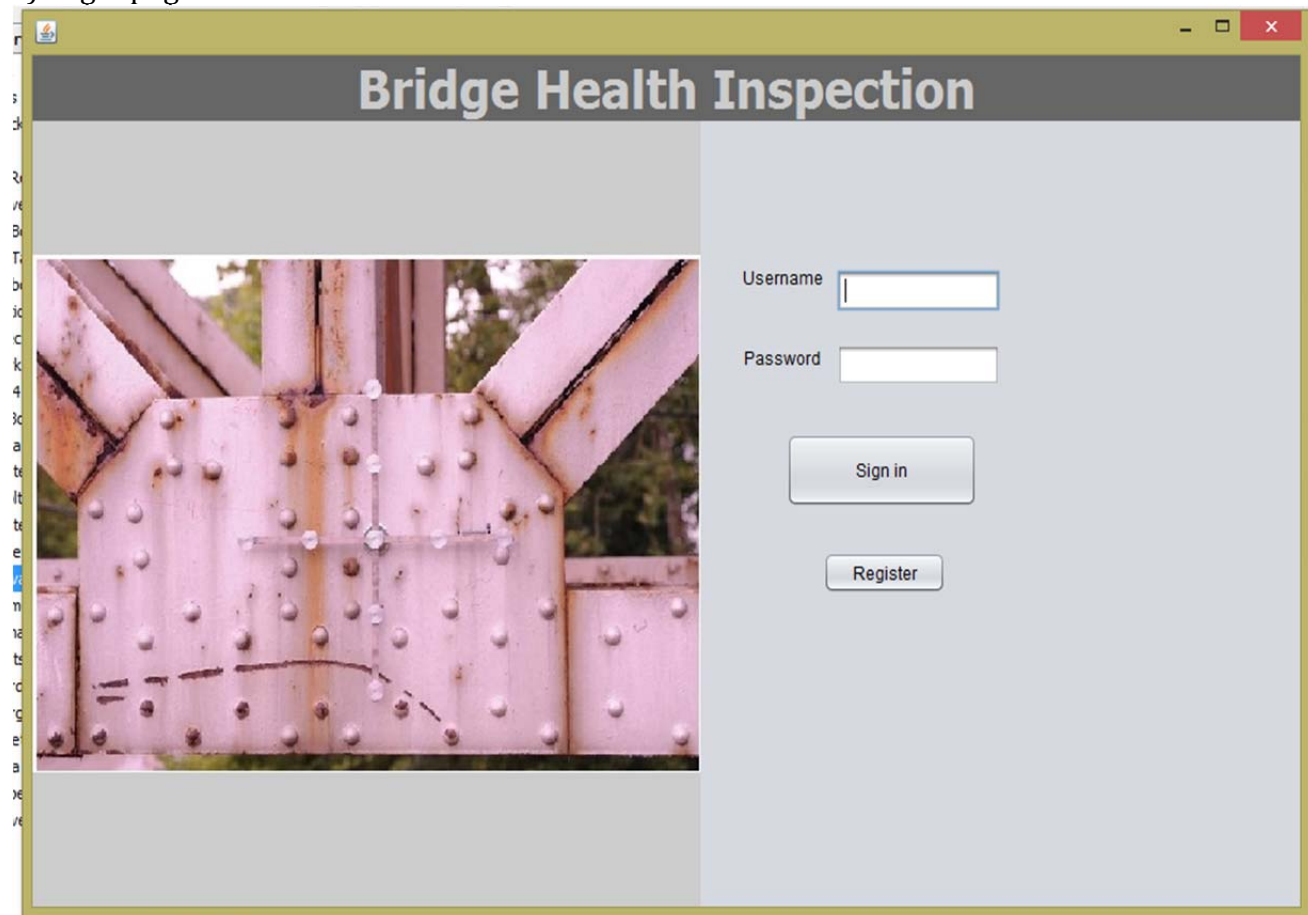 Bridge Health Inspection
Username
Password
Sign in
Register